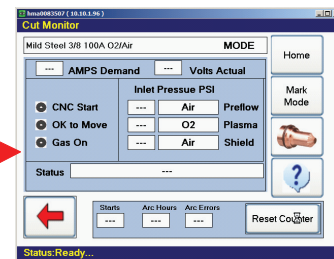 hma0083507 ( 10.10.1.96 )
Cut Monitor
Mild Steel 3/8 100A O2/Air MODE
Home
--- AMPS Demand --- Volts Actual
Inlet Pressue PSI
Mark Mode
CNC Start --- Air Preflow
OK to Move --- O2 Plasma
Gas On --- Air Shield
Status ---
?
Starts Arc Hours Arc Errors
--- --- ---
Reset Counter
Status:Ready...